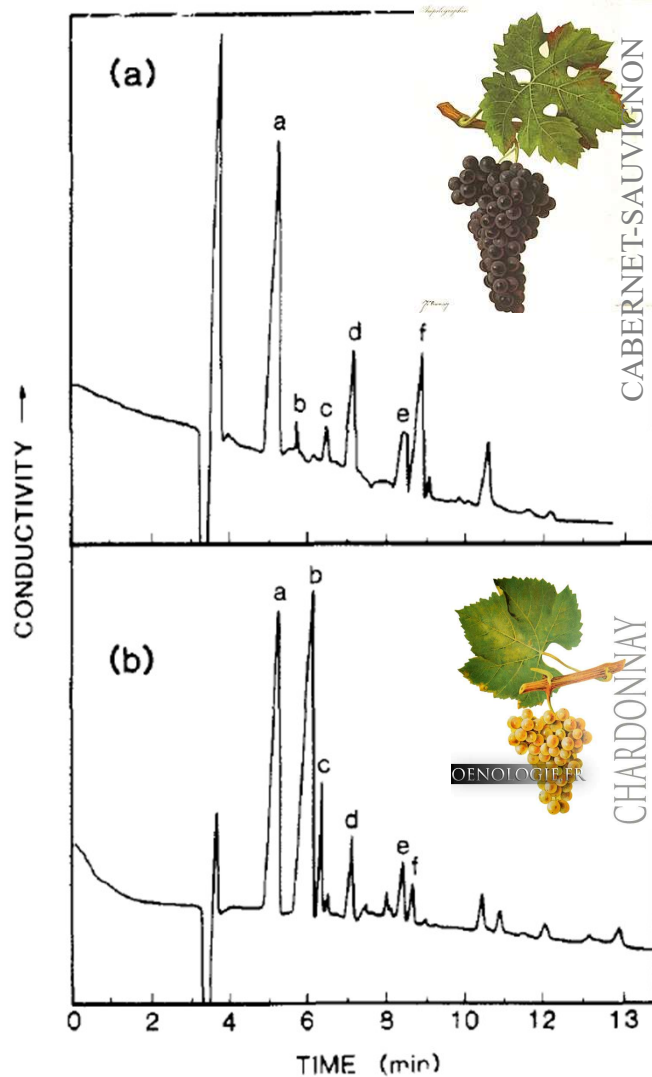 (a)
a
b
c
d
e
f
CABERNET-SAUVIGNON
CONDUCTIVITY →
(b)
a
b
c
d
e
f
OENOLOGIE.FR
CHARDONNAY
0 2 4 6 8 10 12 13
TIME (min)